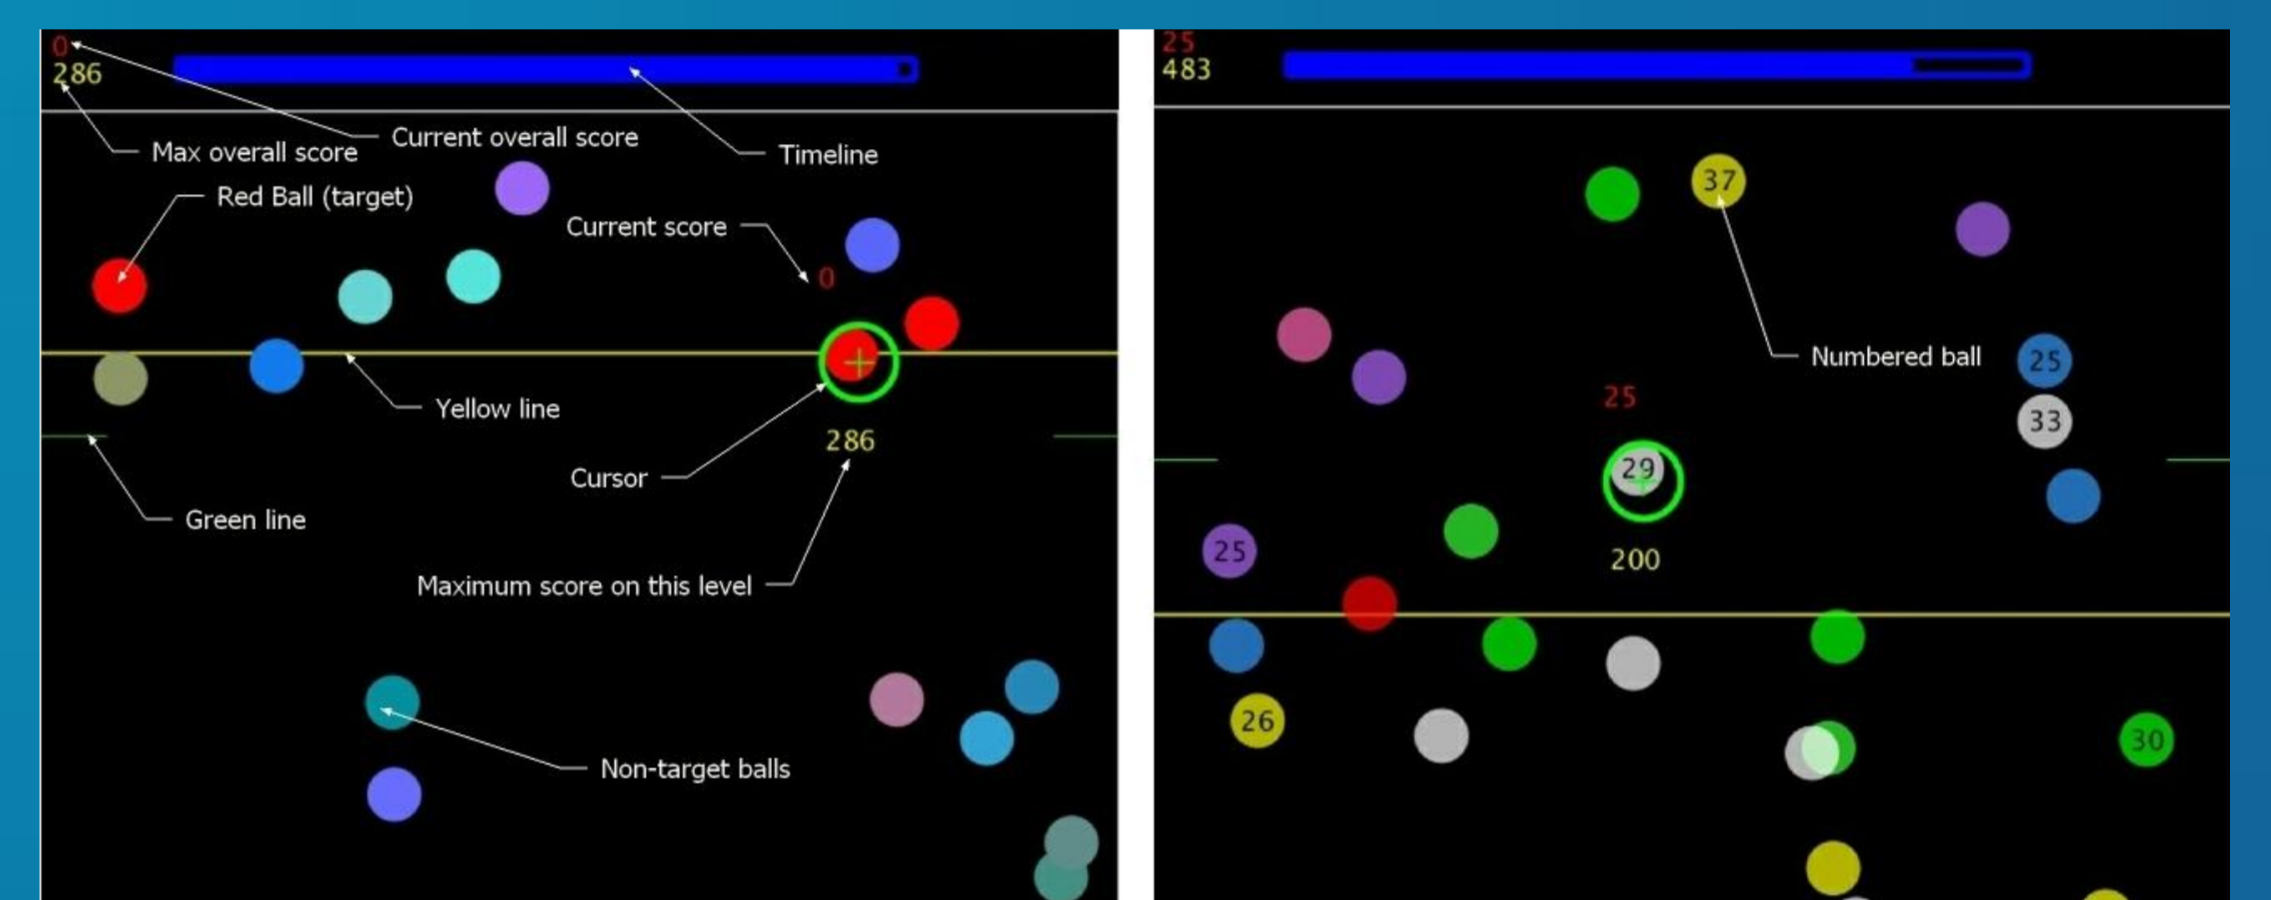 0
286
Current overall score
Max overall score
Timeline
Red Ball (target)
Current score
0
Yellow line
286
Cursor
Green line
Maximum score on this level
Non-target balls
25
483
37
Numbered ball
25
25
33
29
25
200
26
30